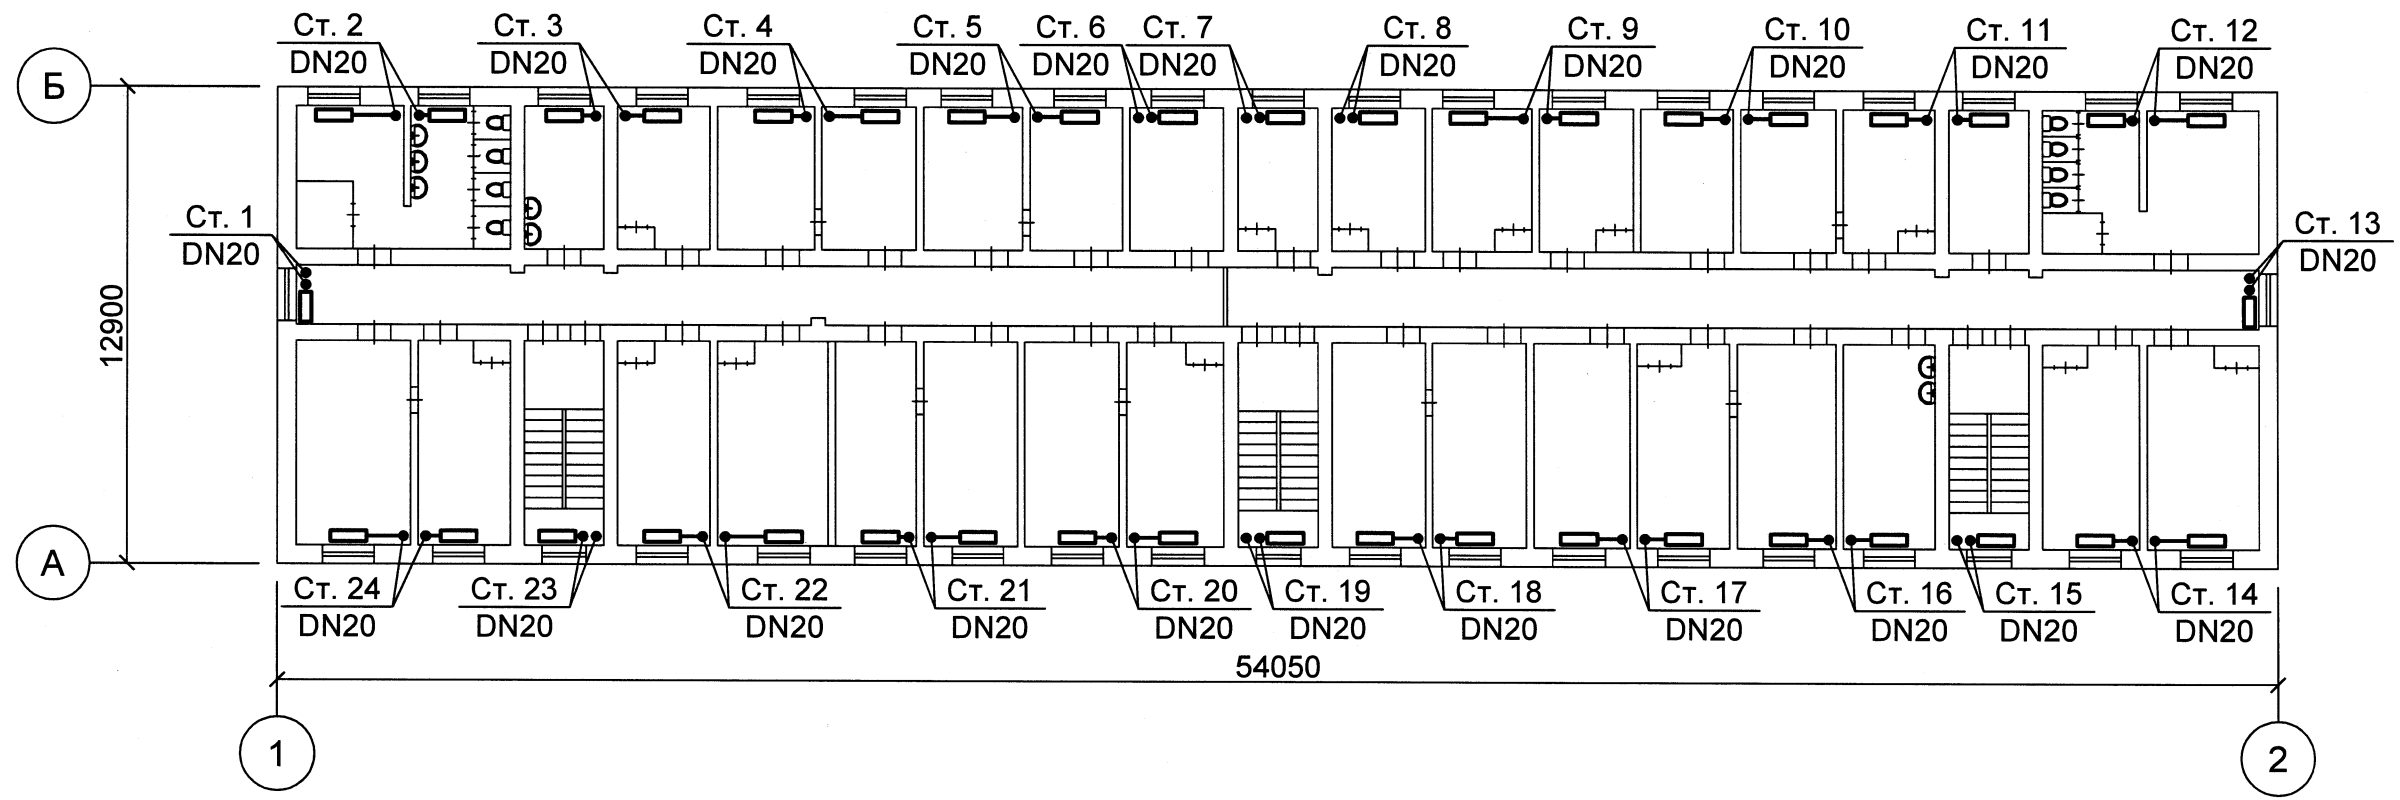 Ст. 2 Ст. 3 Ст. 4 Ст. 5 Ст. 6 Ст. 7 Ст. 8 Ст. 9 Ст. 10 Ст. 11 Ст. 12
DN20 DN20 DN20 DN20 DN20 DN20 DN20 DN20 DN20 DN20 DN20
Б
Ст. 1
DN20
Ст. 13
DN20
12900
А
Ст. 24 Ст. 23 Ст. 22 Ст. 21 Ст. 20 Ст. 19 Ст. 18 Ст. 17 Ст. 16 Ст. 15 Ст. 14
DN20 DN20 DN20 DN20 DN20 DN20 DN20 DN20 DN20 DN20 DN20
54050
1 2